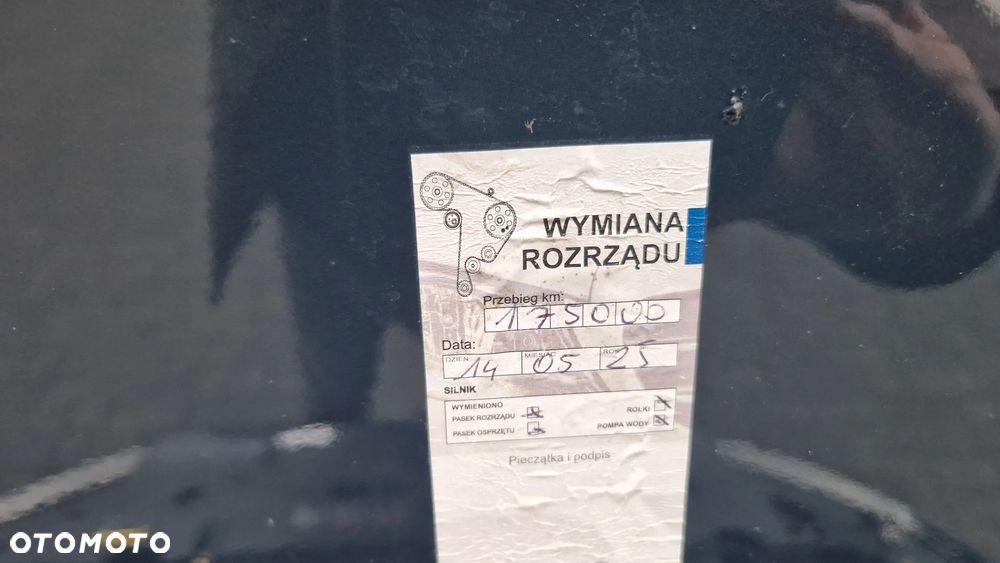 WYMIANA
ROZRZĄDU
Przebieg km:
175000
Data:
DZIEŃ MIESIĄC ROK
14 05 25
SILNIK
WYMIENIONO
PASEK ROZRZĄDU
ROLKI
PASEK OSPRZĘTU
POMPA WODY
Pieczątka i podpis
OTOMOTO